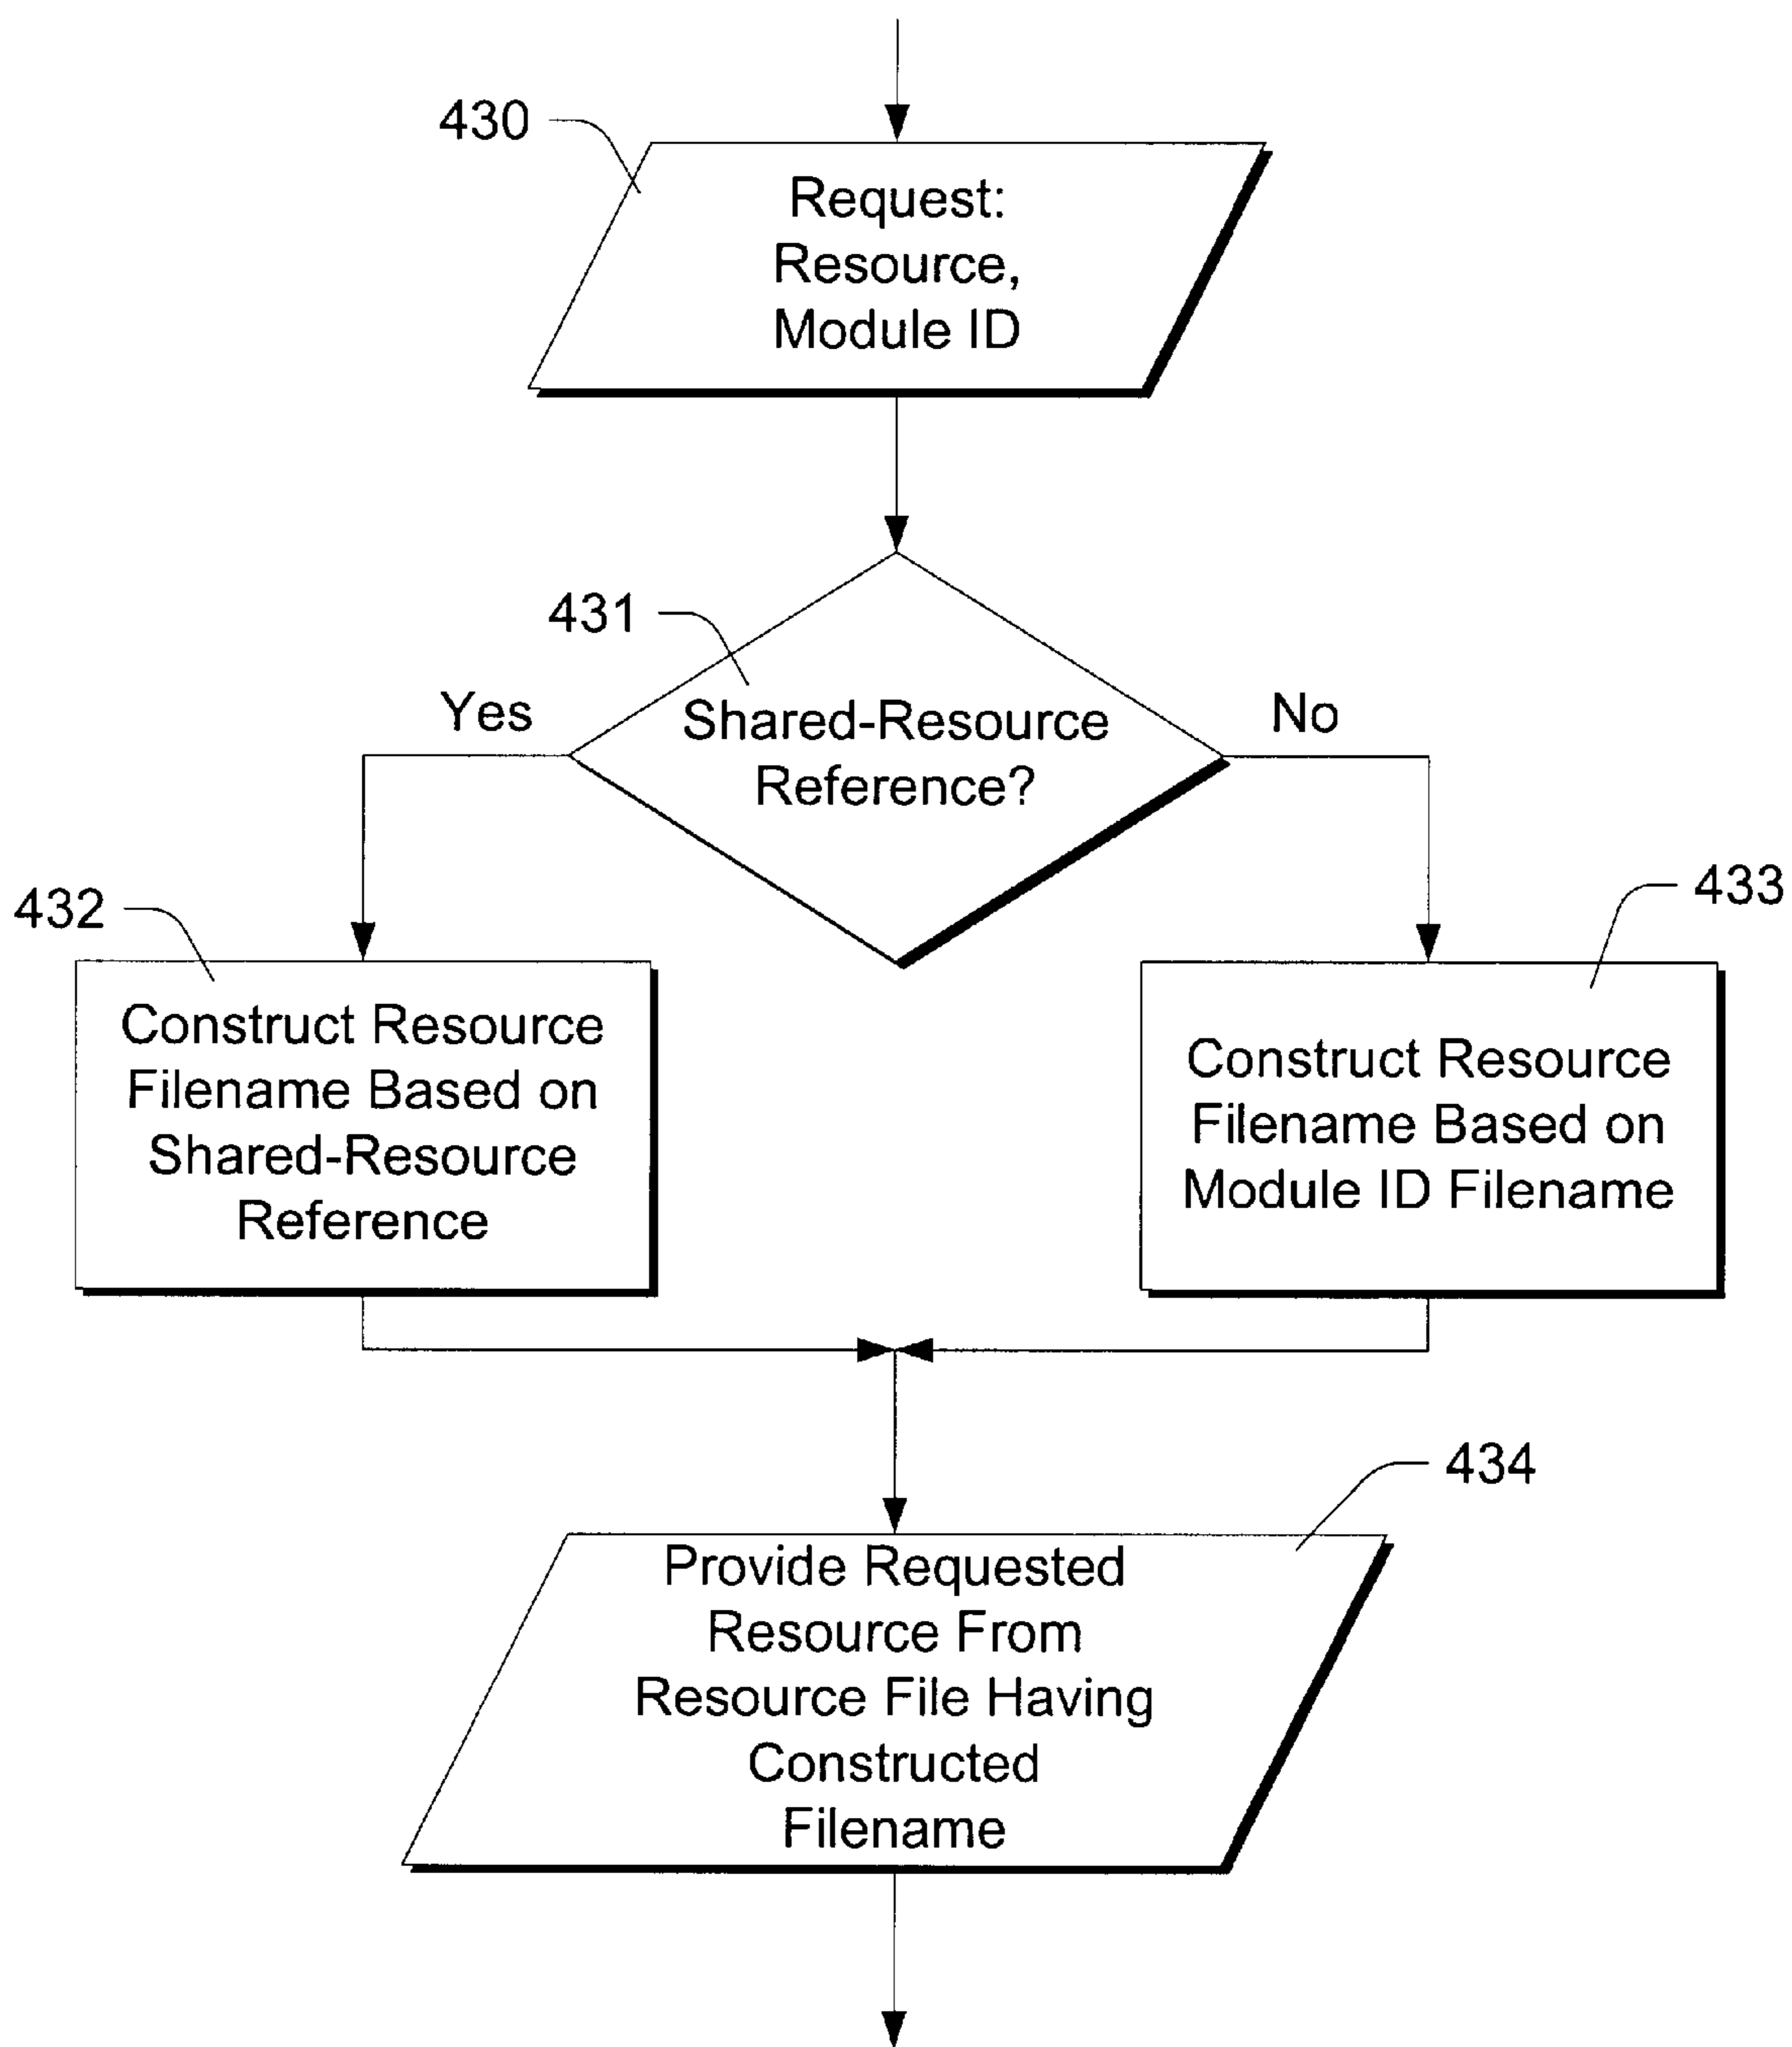 430
Request:
Resource,
Module ID
431
Yes
Shared-Resource
Reference?
No
432
Construct Resource
Filename Based on
Shared-Resource
Reference
433
Construct Resource
Filename Based on
Module ID Filename
434
Provide Requested
Resource From
Resource File Having
Constructed
Filename